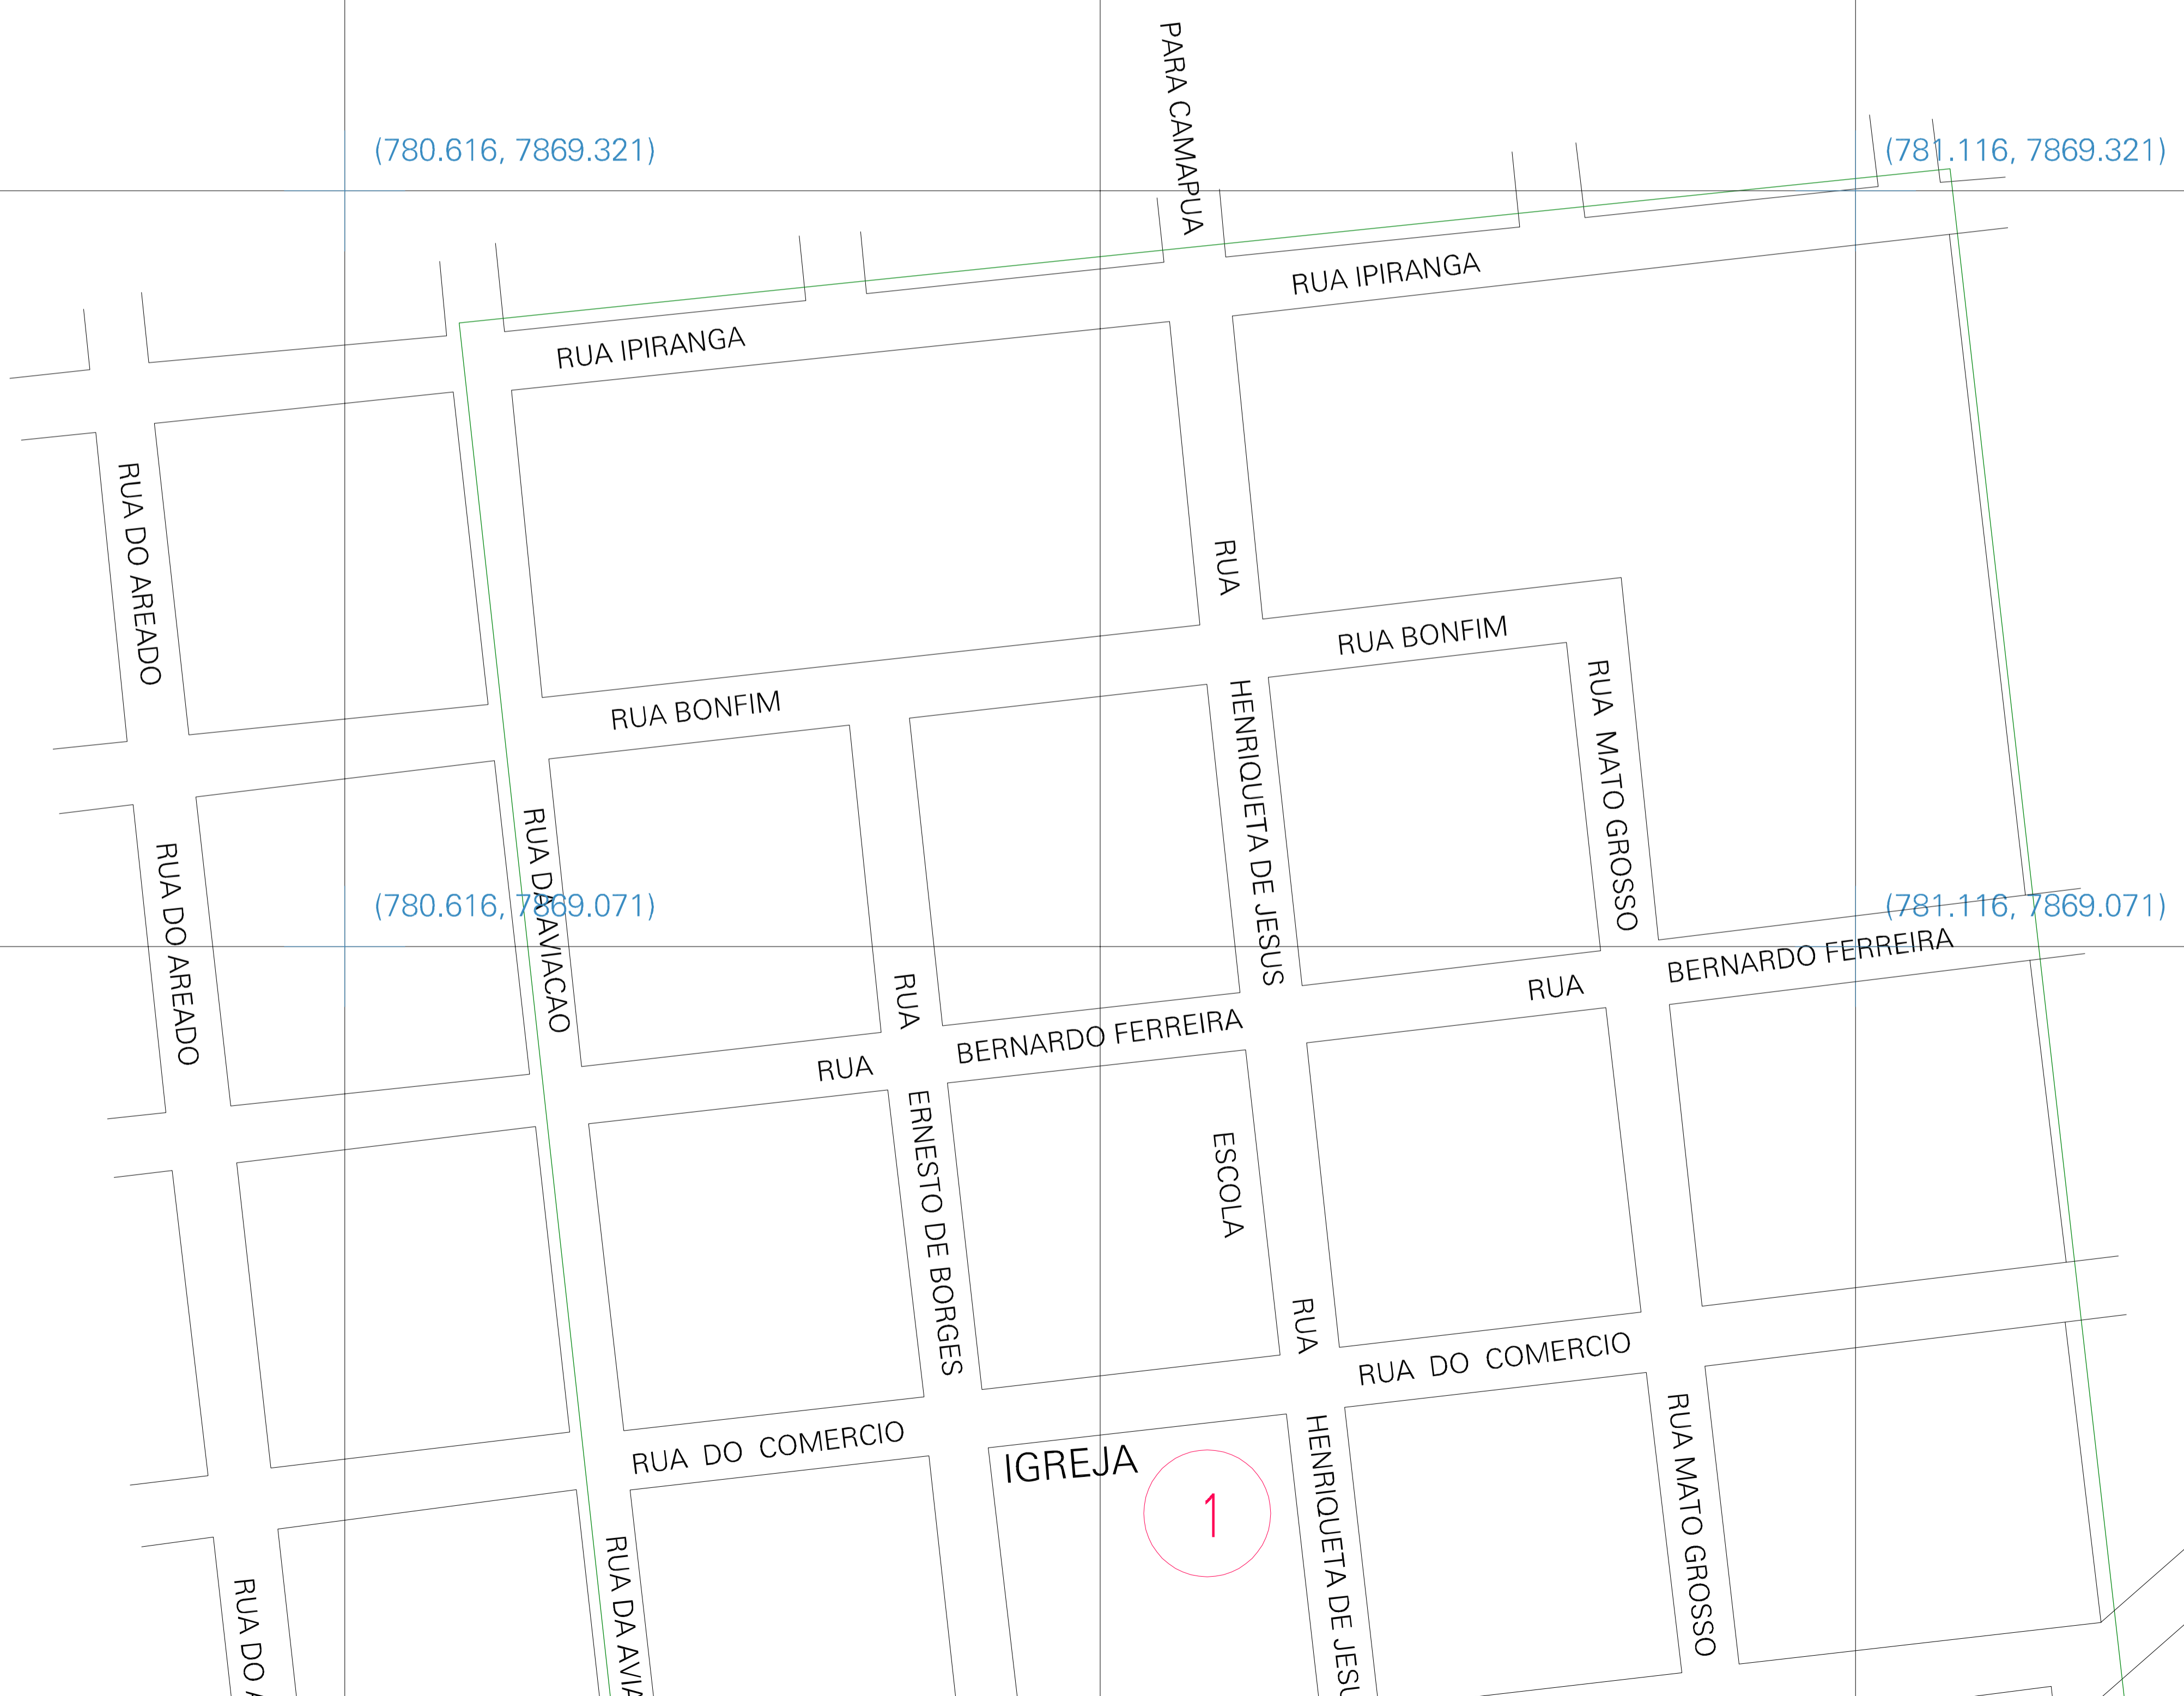 PARA CAMAPUA
(780.616, 7869.321)
(781.116, 7869.321)
RUA IPIRANGA
RUA IPIRANGA
RUA DO AREADO
RUA
RUA BONFIM
RUA BONFIM
RUA MATO GROSSO
HENRIQUETA DE JESUS
RUA DA AVIACAO
RUA DO AREADO
(780.616, 7869.071)
(781.116, 7869.071)
RUA
BERNARDO FERREIRA
RUA
BERNARDO FERREIRA
RUA
ERNESTO DE BORGES
ESCOLA
RUA
RUA DO COMERCIO
RUA DO COMERCIO
IGREJA
1
HENRIQUETA DE JESU
RUA MATO GROSSO
RUA DA AVIA
RUA DO A